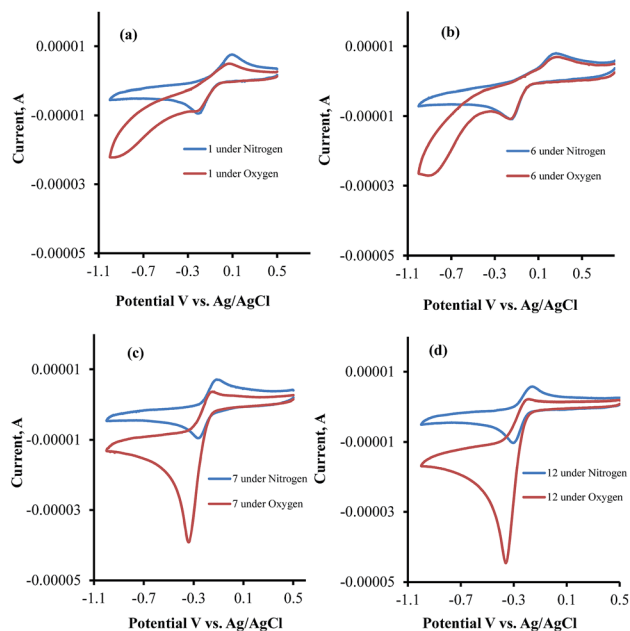 (a)
0.00001
-0.00001
-0.00003
-0.00005
Current, A
1 under Nitrogen
1 under Oxygen
-1.1 -0.7 -0.3 0.1 0.5
Potential V vs. Ag/AgCl
(b)
0.00001
-0.00001
-0.00003
-0.00005
Current, A
6 under Nitrogen
6 under Oxygen
-1.1 -0.7 -0.3 0.1 0.5
Potential V vs. Ag/AgCl
(c)
0.00001
-0.00001
-0.00003
-0.00005
Current, A
7 under Nitrogen
7 under Oxygen
-1.1 -0.7 -0.3 0.1 0.5
Potential V vs. Ag/AgCl
(d)
0.00001
-0.00001
-0.00003
-0.00005
Current, A
12 under Nitrogen
12 under Oxygen
-1.1 -0.7 -0.3 0.1 0.5
Potential V vs. Ag/AgCl